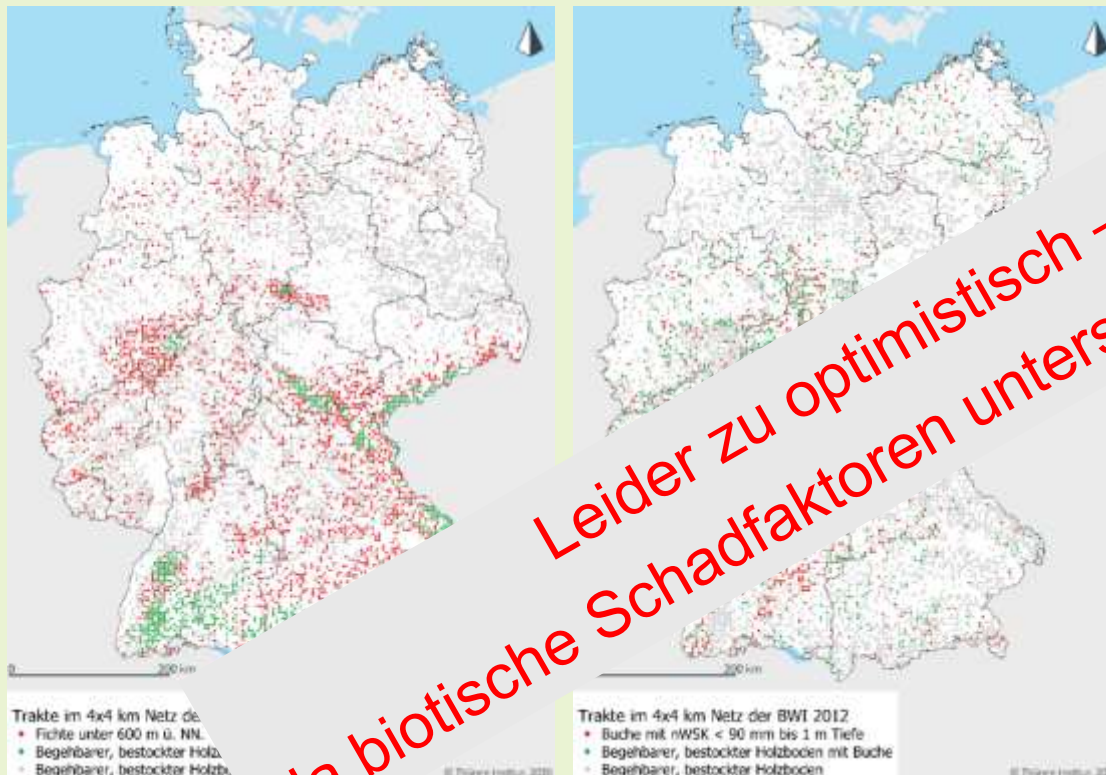 200 km
Trakte im 4x4 km Netz de
Fichte unter 600 m ü. NN.
Begehbarer, bestockter
Begehbarer, bestockter
200 km
Trakte im 4x4 km Netz der BWI 2012
Buche mit nWSK < 90 mm bis 1 m Tiefe
Begehbarer, bestockter Holzboden mit Buche
Begehbarer, bestockter Holzboden
Leider zu optimistisch -
biotische Schadfaktoren unters